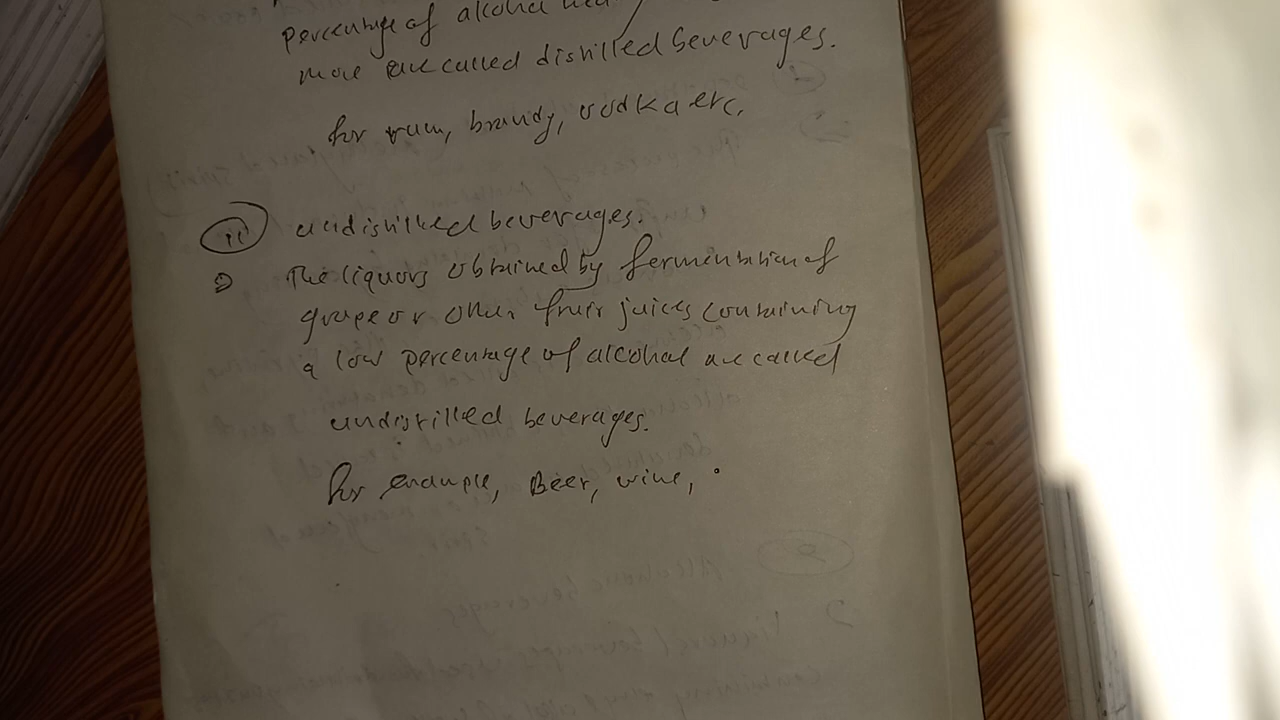 percentage of alcohol
more are called distilled beverages.
for rum, brandy, vodka etc.
(ii) undistilled beverages.
The liquors obtained by fermentation of
grape or other fruit juices containing
a low percentage of alcohol are called
undistilled beverages.
for example, Beer, wine,